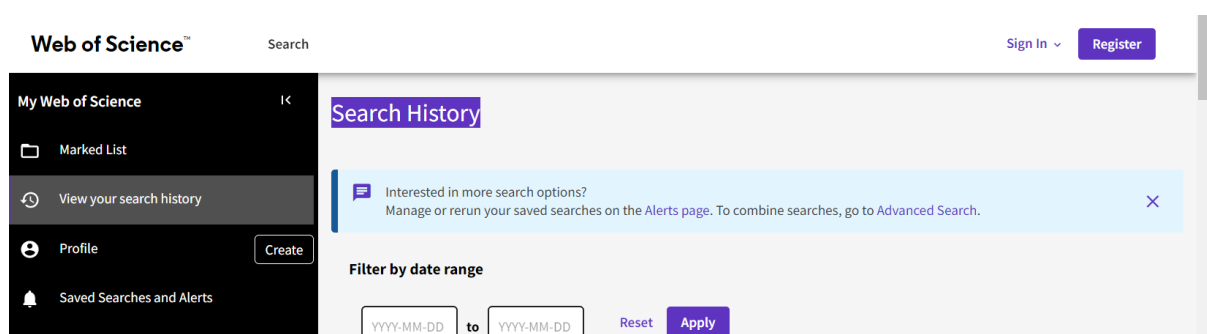 Web of Science™
Search
Sign In
Register
My Web of Science
Search History
Marked List
Interested in more search options?
View your search history
Manage or rerun your saved searches on the Alerts page. To combine searches, go to Advanced Search.
Profile
Create
Filter by date range
Saved Searches and Alerts
YYYY-MM-DD to YYYY-MM-DD Reset Apply